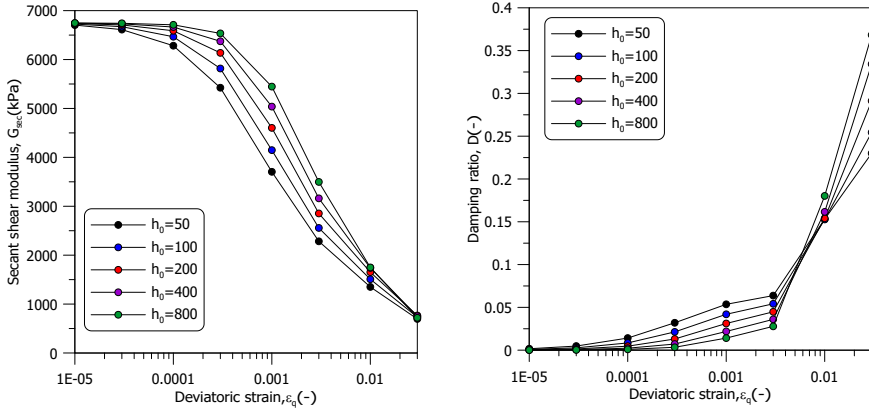 7000
6000
5000
4000
3000
2000
1000
0
Secant shear modulus, Gsec(kPa)
h0=50
h0=100
h0=200
h0=400
h0=800
1E-05
0.0001
0.001
0.01
Deviatoric strain,εq(-)
0.4
0.35
0.3
0.25
0.2
0.15
0.1
0.05
0
Damping ratio, D(-)
h0=50
h0=100
h0=200
h0=400
h0=800
1E-05
0.0001
0.001
0.01
Deviatoric strain,εq(-)